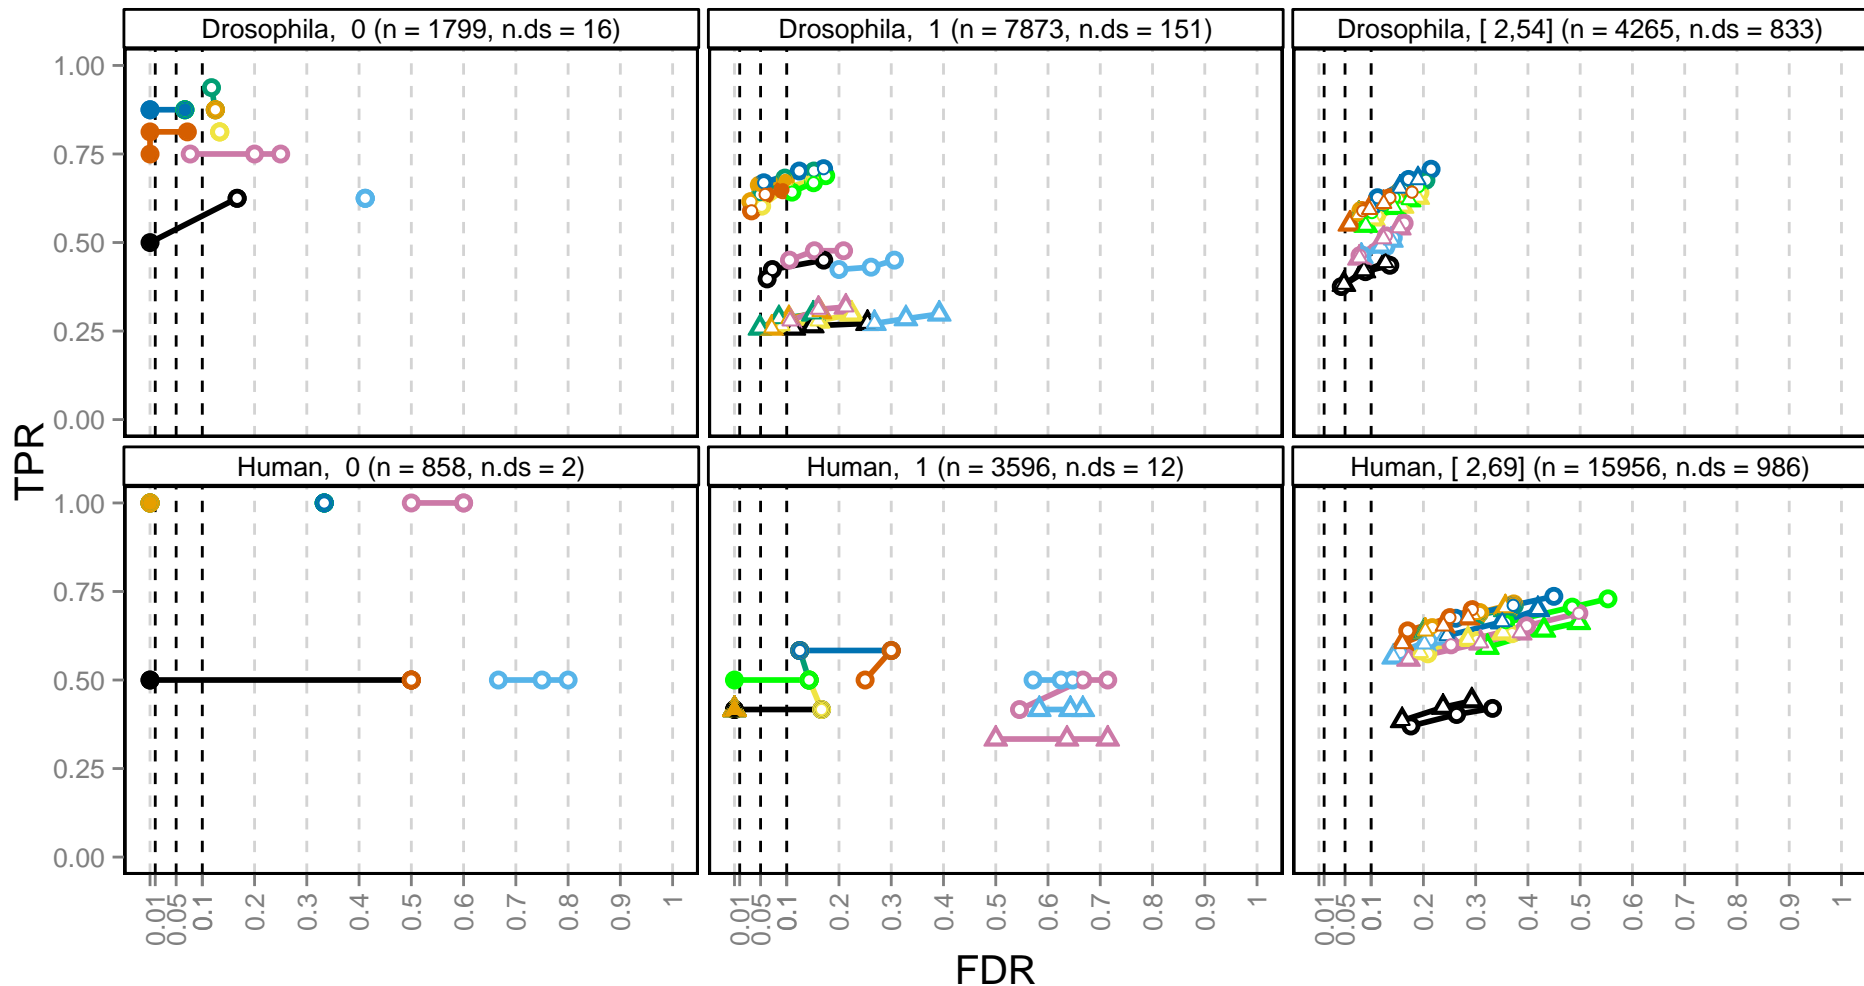 Drosophila, 0 (n = 1799, n.ds = 16)
Drosophila, 1 (n = 7873, n.ds = 151)
Drosophila, [ 2,54] (n = 4265, n.ds = 833)
1.00
0.75
0.50
0.25
0.00
TPR
Human, 0 (n = 858, n.ds = 2)
Human, 1 (n = 3596, n.ds = 12)
Human, [ 2,69] (n = 15956, n.ds = 986)
1.00
0.75
0.50
0.25
0.00
0.01 0.05 0.1 0.2 0.3 0.4 0.5 0.6 0.7 0.8 0.9 1
0.01 0.05 0.1 0.2 0.3 0.4 0.5 0.6 0.7 0.8 0.9 1
0.01 0.05 0.1 0.2 0.3 0.4 0.5 0.6 0.7 0.8 0.9 1
FDR